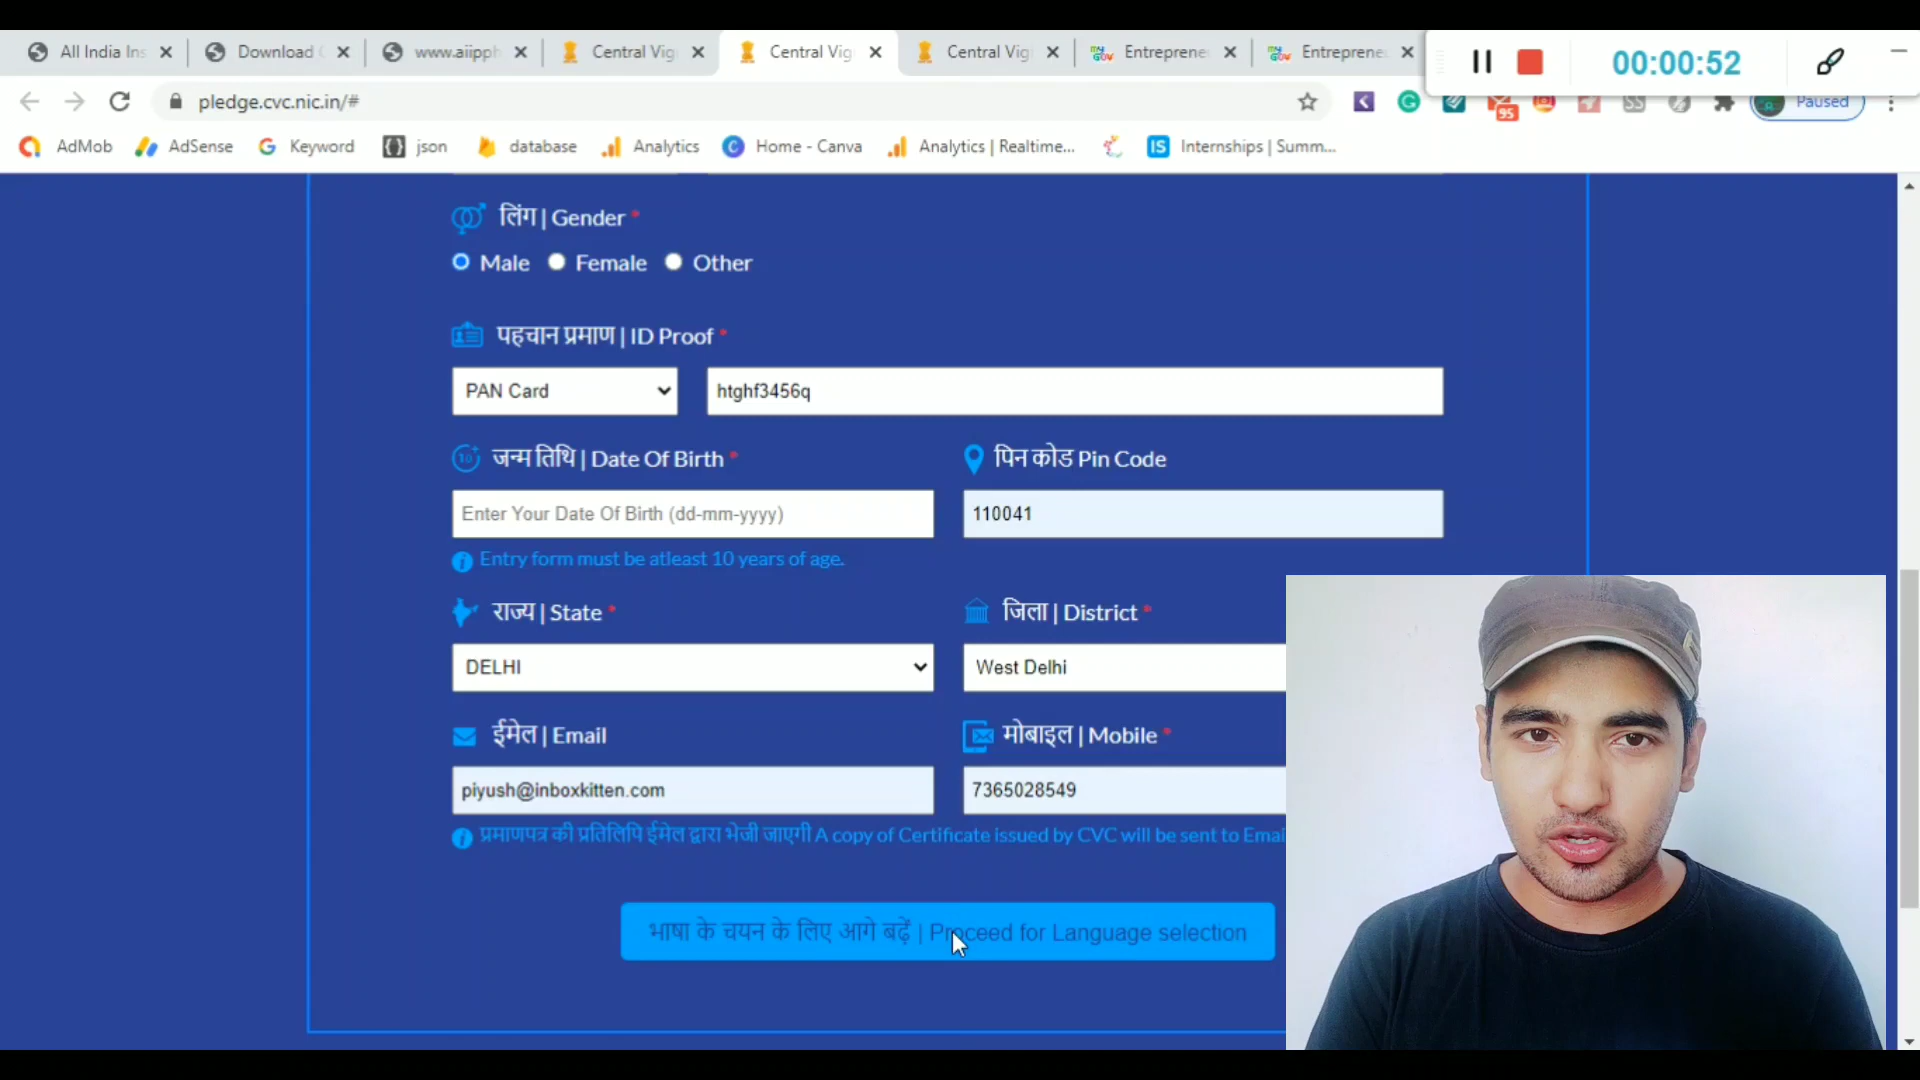 All India Ins
Download
www.aiipph
Central Vig
Central Vig
Central Vig
Entreprene
Entreprene
00:00:52
pledge.cvc.nic.in/#
95
SS
Paused
AdMob
AdSense
Keyword
json
database
Analytics
Home - Canva
Analytics | Realtime...
IS
Internships | Summ...
लिंग | Gender *
Male
Female
Other
पहचान प्रमाण | ID Proof *
PAN Card
htghf3456q
जन्म तिथि | Date Of Birth *
पिन कोड Pin Code
Enter Your Date Of Birth (dd-mm-yyyy)
110041
Entry form must be atleast 10 years of age.
राज्य | State *
जिला | District *
DELHI
West Delhi
ईमेल | Email
मोबाइल | Mobile *
piyush@inboxkitten.com
7365028549
प्रमाणपत्र की प्रतिलिपि ईमेल द्वारा भेजी जाएगी A copy of Certificate issued by CVC will be sent to Emai
भाषा के चयन के लिए आगे बढ़ें | Proceed for Language selection